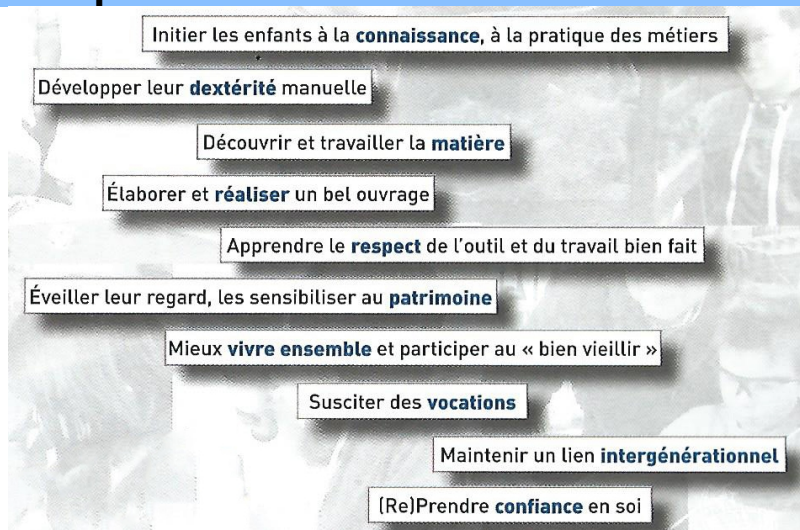 Initier les enfants à la connaissance, à la pratique des métiers
Développer leur dextérité manuelle
Découvrir et travailler la matière
Élaborer et réaliser un bel ouvrage
Apprendre le respect de l'outil et du travail bien fait
Éveiller leur regard, les sensibiliser au patrimoine
Mieux vivre ensemble et participer au « bien vieillir »
Susciter des vocations
Maintenir un lien intergénérationnel
(Re)Prendre confiance en soi